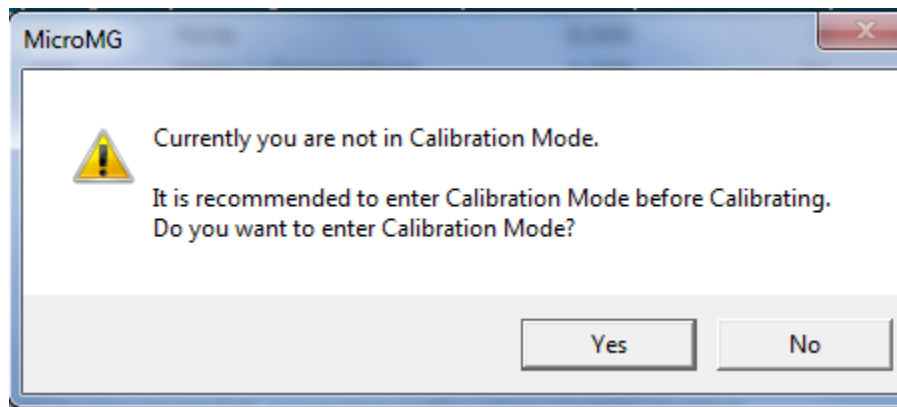 MicroMG
Currently you are not in Calibration Mode.
It is recommended to enter Calibration Mode before Calibrating.
Do you want to enter Calibration Mode?
Yes
No